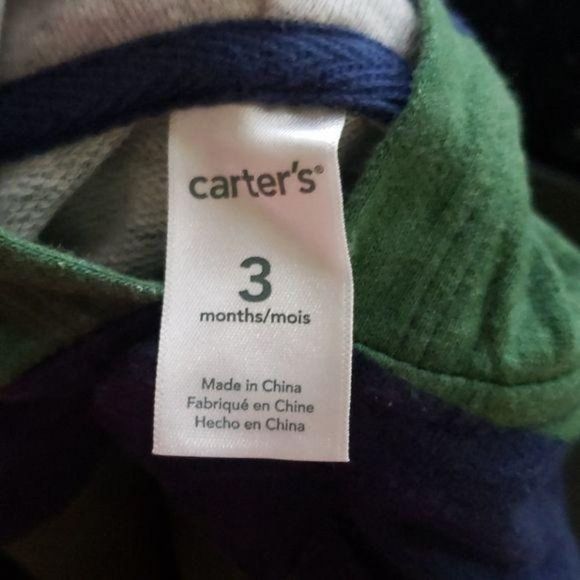 carter's®
3
months/mois
Made in China
Fabriqué en Chine
Hecho en China